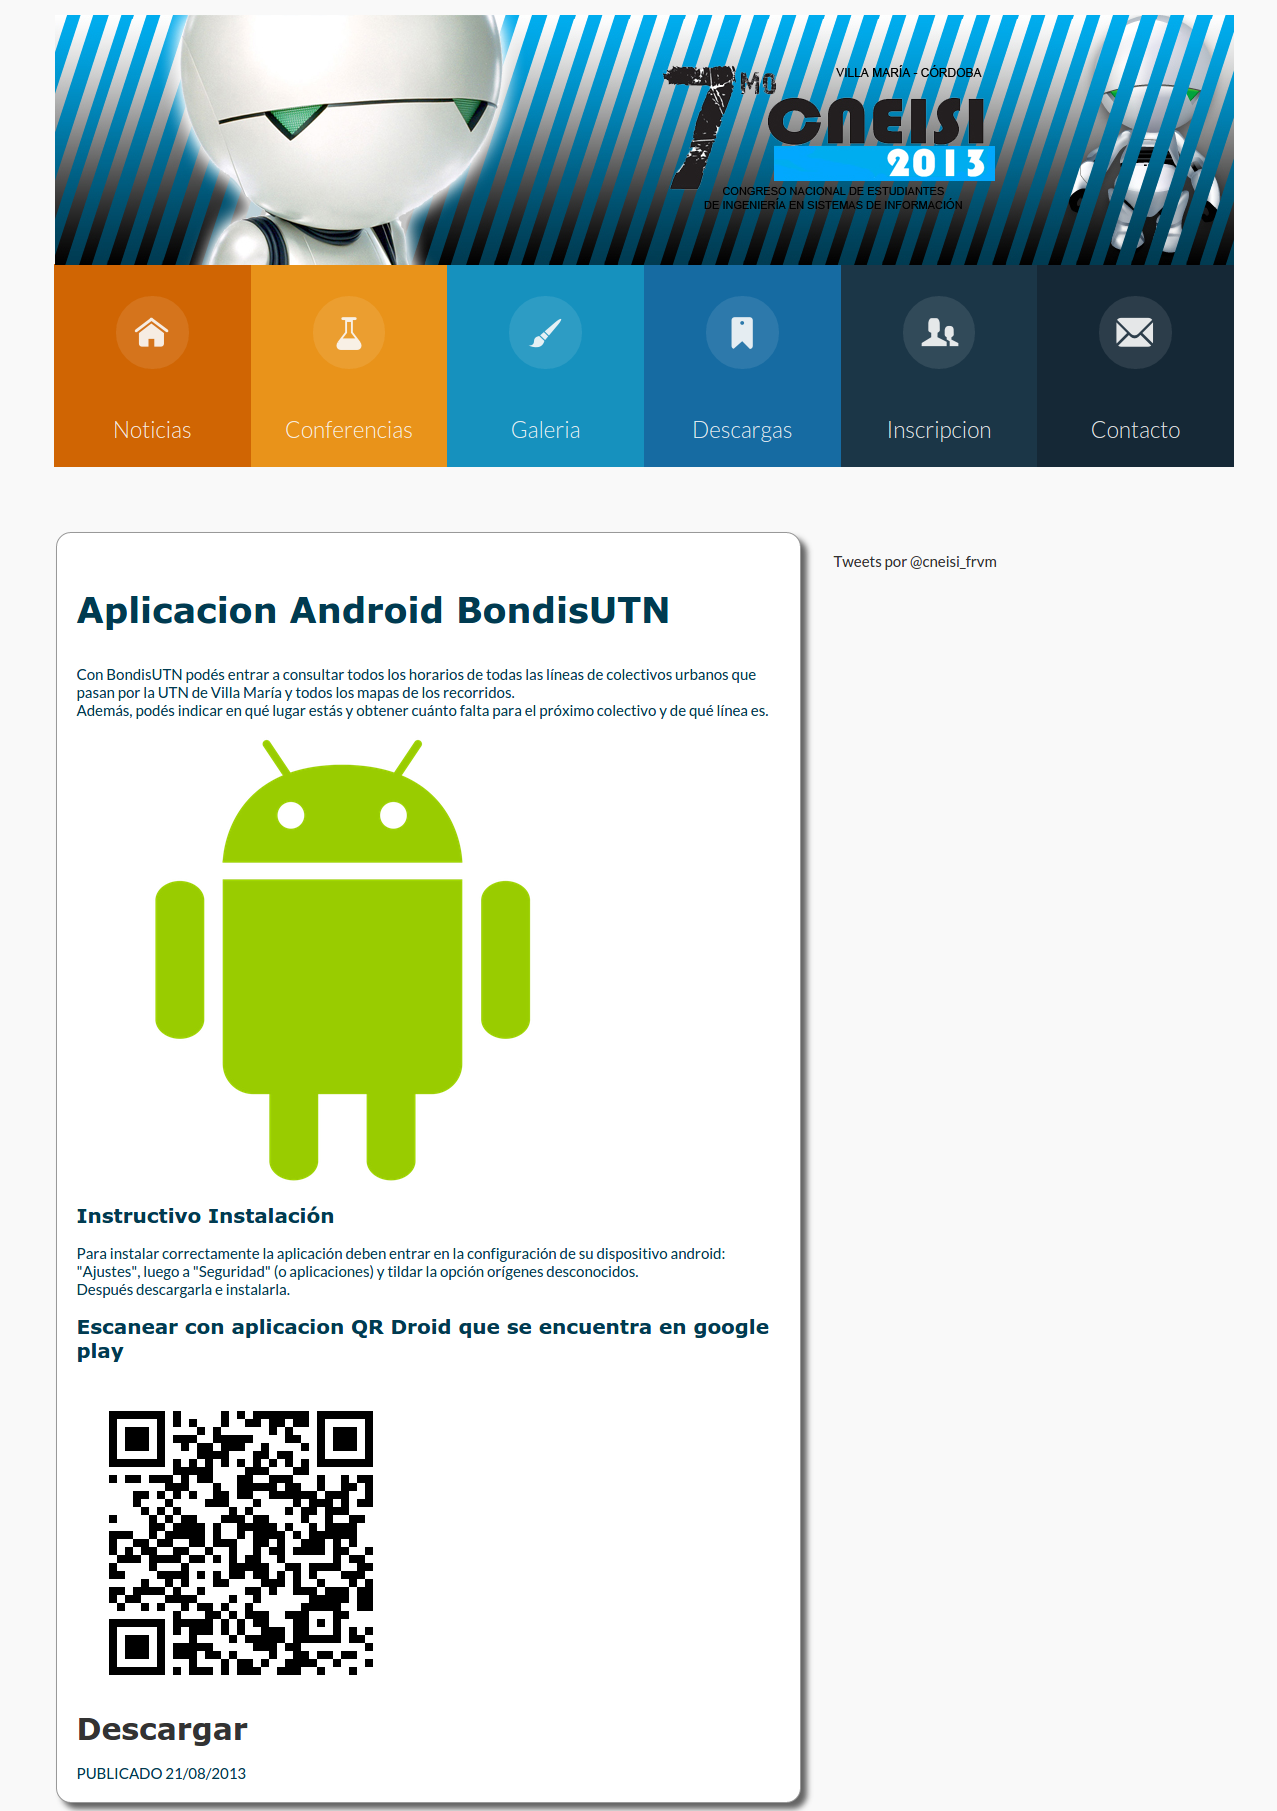 7MO
VILLA MARÍA - CÓRDOBA
CNEISI
2013
CONGRESO NACIONAL DE ESTUDIANTES
DE INGENIERÍA EN SISTEMAS DE INFORMACIÓN
Noticias
Conferencias
Galeria
Descargas
Inscripcion
Contacto
Tweets por @cneisi_frvm
Aplicacion Android BondisUTN
Con BondisUTN podés entrar a consultar todos los horarios de todas las líneas de colectivos urbanos que
pasan por la UTN de Villa María y todos los mapas de los recorridos.
Además, podés indicar en qué lugar estás y obtener cuánto falta para el próximo colectivo y de qué línea es.
Instructivo Instalación
Para instalar correctamente la aplicación deben entrar en la configuración de su dispositivo android:
"Ajustes", luego a "Seguridad" (o aplicaciones) y tildar la opción orígenes desconocidos.
Después descargarla e instalarla.
Escanear con aplicacion QR Droid que se encuentra en google
play
Descargar
PUBLICADO 21/08/2013